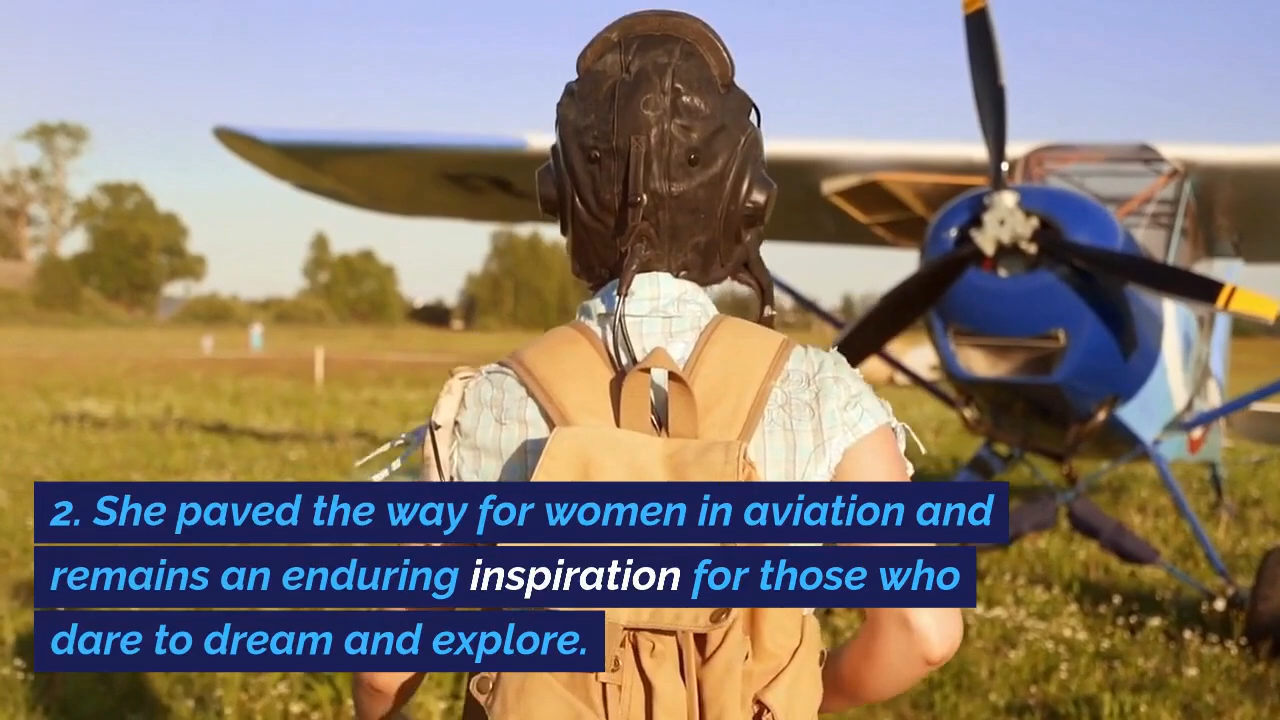 2. She paved the way for women in aviation and
remains an enduring inspiration for those who
dare to dream and explore.